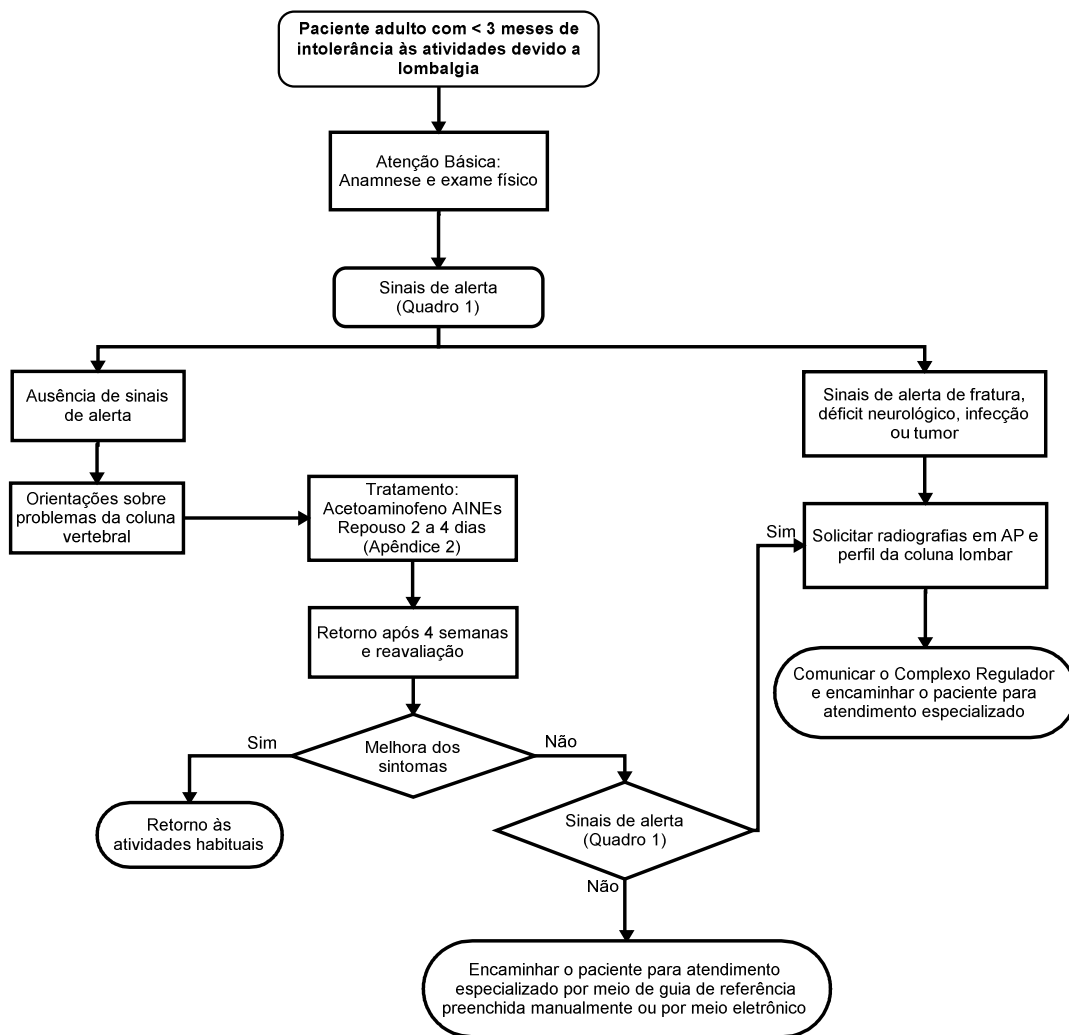 Paciente adulto com < 3 meses de
intolerância às atividades devido a
lombalgia
Atenção Básica:
Anamnese e exame físico
Sinais de alerta
(Quadro 1)
Ausência de sinais
de alerta
Sinais de alerta de fratura,
déficit neurológico, infecção
ou tumor
Orientações sobre
problemas da coluna
vertebral
Tratamento:
Acetoaminofeno AINEs
Repouso 2 a 4 dias
(Apêndice 2)
Sim
Solicitar radiografias em AP e
perfil da coluna lombar
Retorno após 4 semanas
e reavaliação
Comunicar o Complexo Regulador
e encaminhar o paciente para
atendimento especializado
Sim
Melhora dos
sintomas
Não
Retorno às
atividades habituais
Sinais de alerta
(Quadro 1)
Não
Encaminhar o paciente para atendimento
especializado por meio de guia de referência
preenchida manualmente ou por meio eletrônico